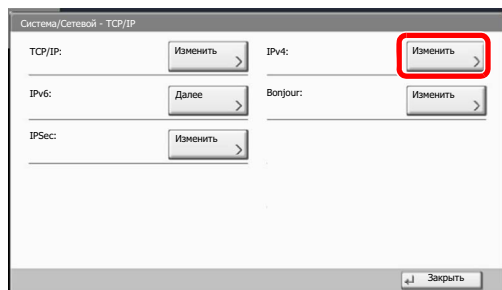 Система/Сетевой - TCP/IP
TCP/IP: Изменить IPv4: Изменить
IPv6: Далее Bonjour: Изменить
IPSec: Изменить
Закрыть